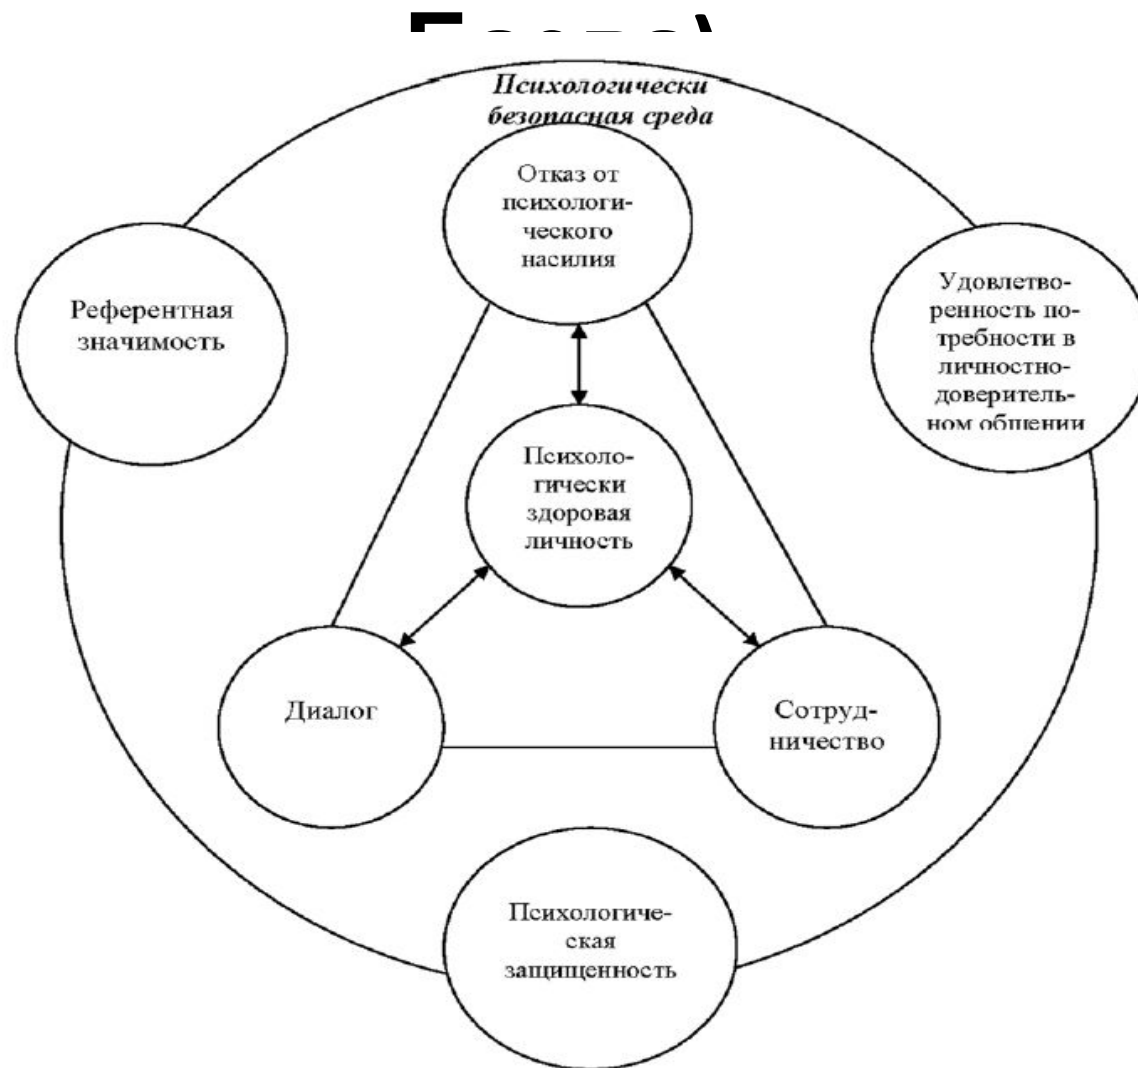 Психологически
безопасная среда
Отказ от
психологи-
ческого
насилия
Референтная
значимость
Удовлетво-
ренность по-
требности в
личностно-
доверитель-
ном общении
Психоло-
гически
здоровая
личность
Диалог
Сотруд-
ничество
Психологиче-
ская
защищенность